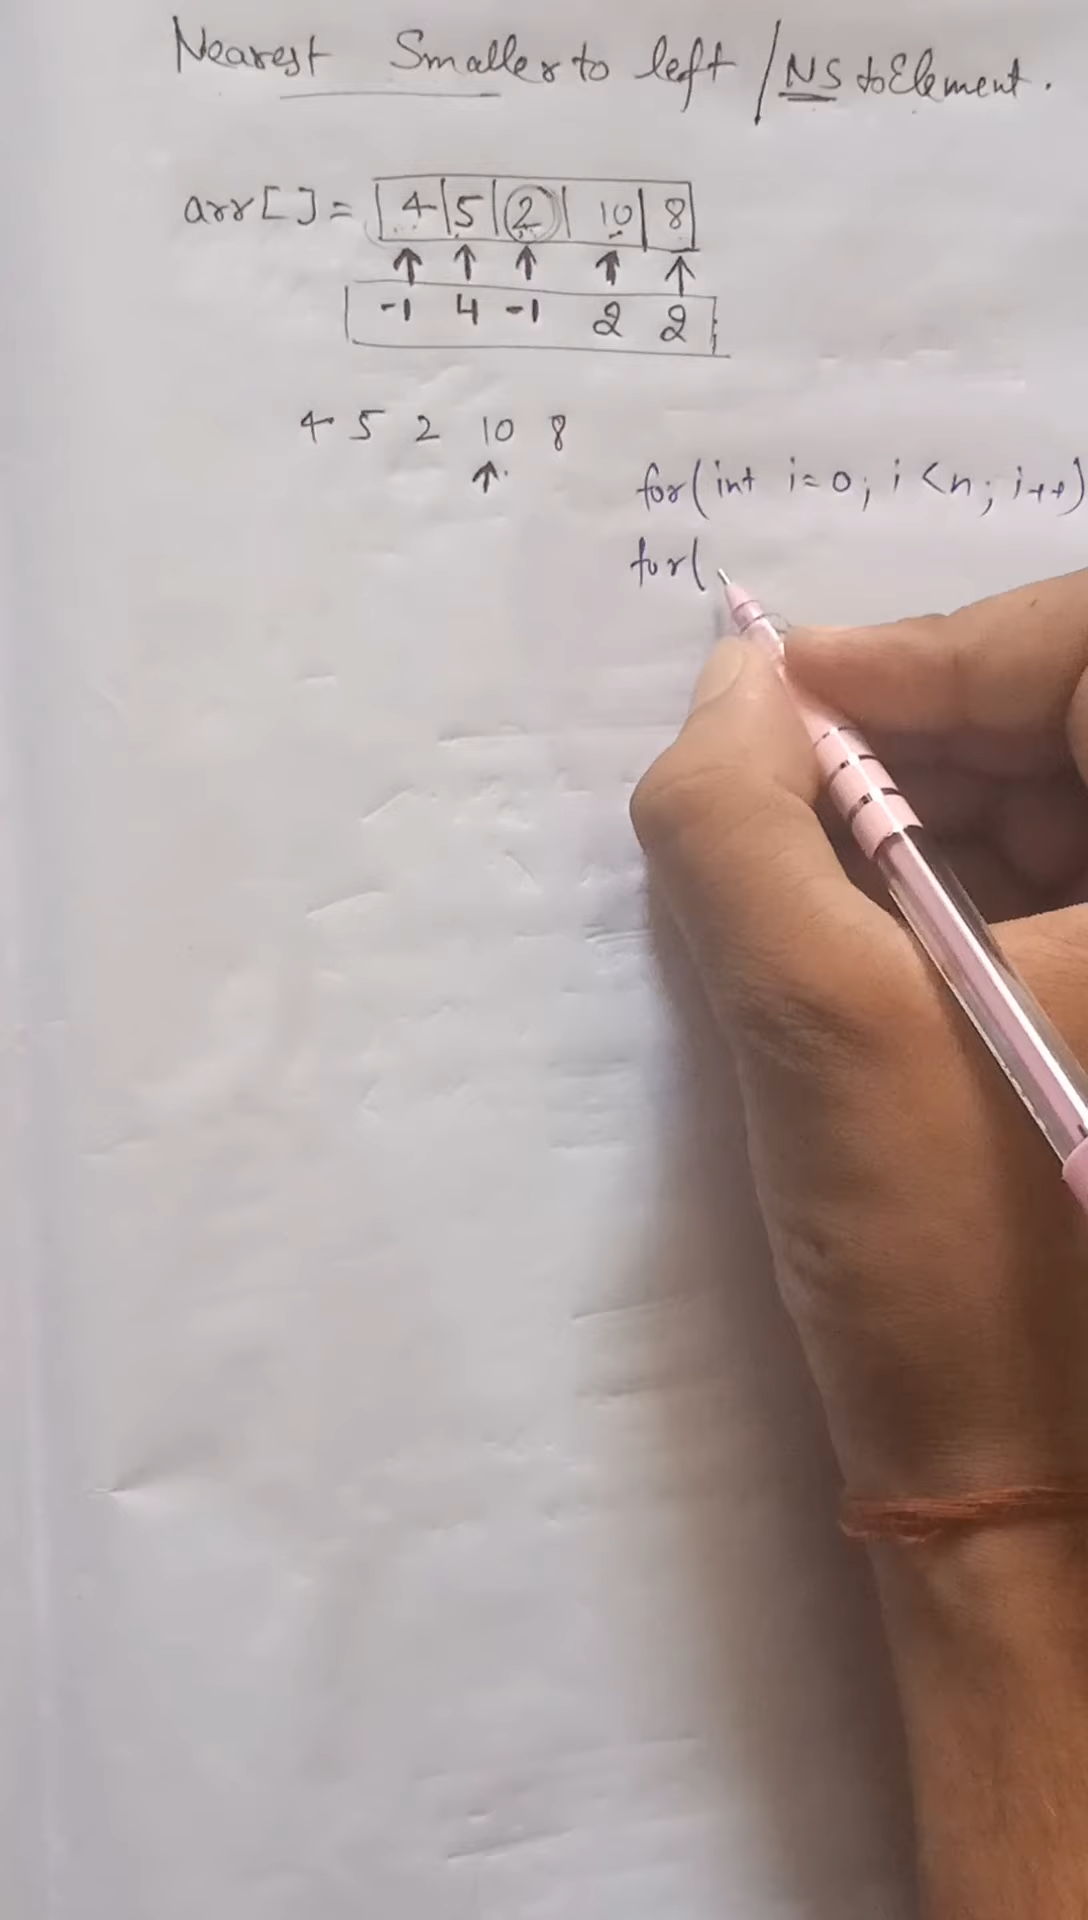 Nearest Smaller to left / NS to Element.
arr[] = 4 | 5 | 2 | 10 | 8
↑ ↑ ↑ ↑ ↑
-1 4 -1 2 2
4 5 2 10 8
↑
for(int i=0; i<n; i++)
for(